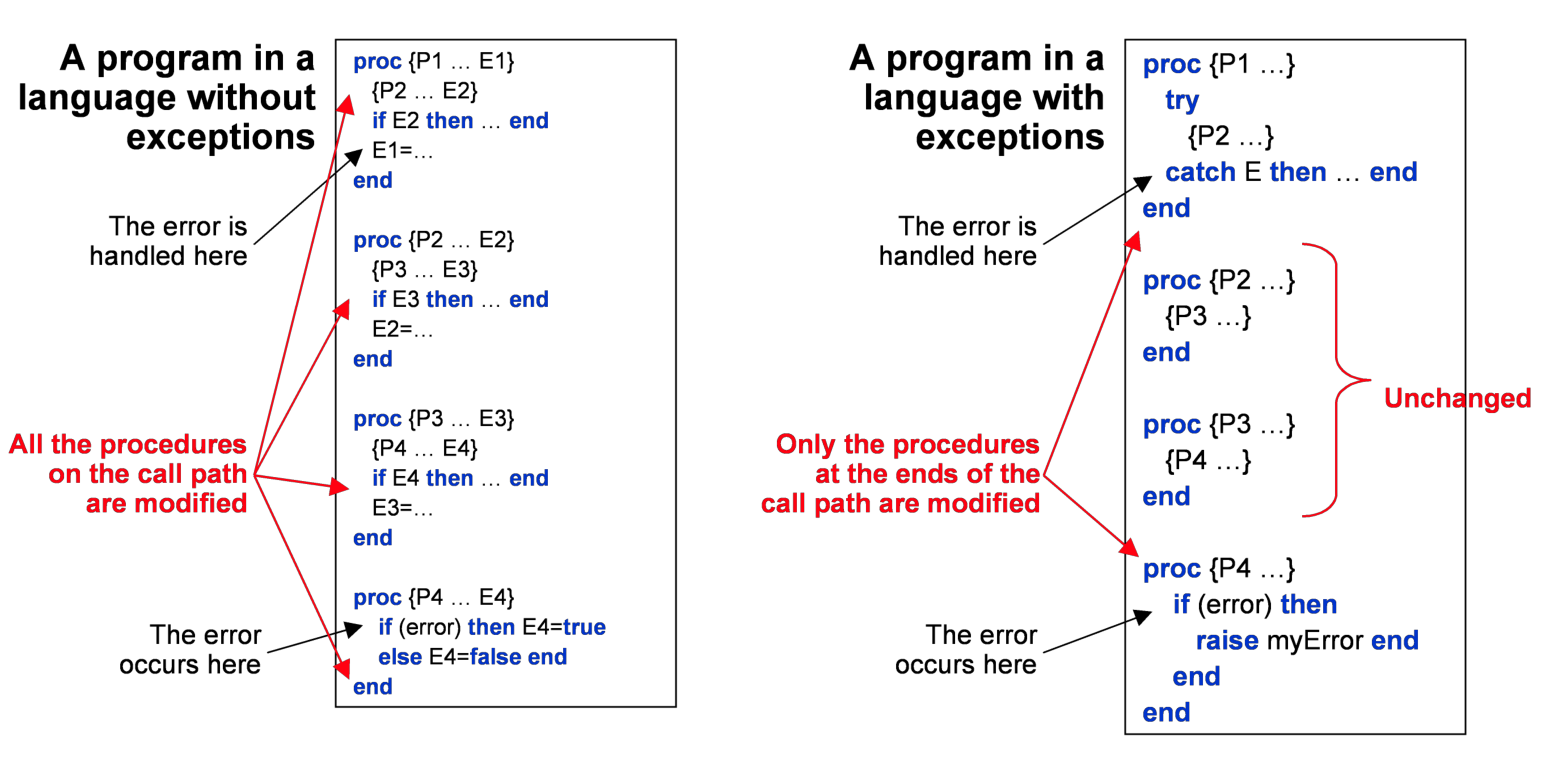 A program in a
language without
exceptions
proc {P1 … E1}
{P2 … E2}
if E2 then … end
E1=…
end
The error is
handled here
proc {P2 … E2}
{P3 … E3}
if E3 then … end
E2=…
end
All the procedures
on the call path
are modified
proc {P3 … E3}
{P4 … E4}
if E4 then … end
E3=…
end
proc {P4 … E4}
if (error) then E4=true
else E4=false end
end
The error
occurs here
A program in a
language with
exceptions
proc {P1 …}
try
{P2 …}
catch E then … end
end
The error is
handled here
proc {P2 …}
{P3 …}
end
Unchanged
Only the procedures
at the ends of the
call path are modified
proc {P3 …}
{P4 …}
end
proc {P4 …}
if (error) then
raise myError end
end
end
The error
occurs here